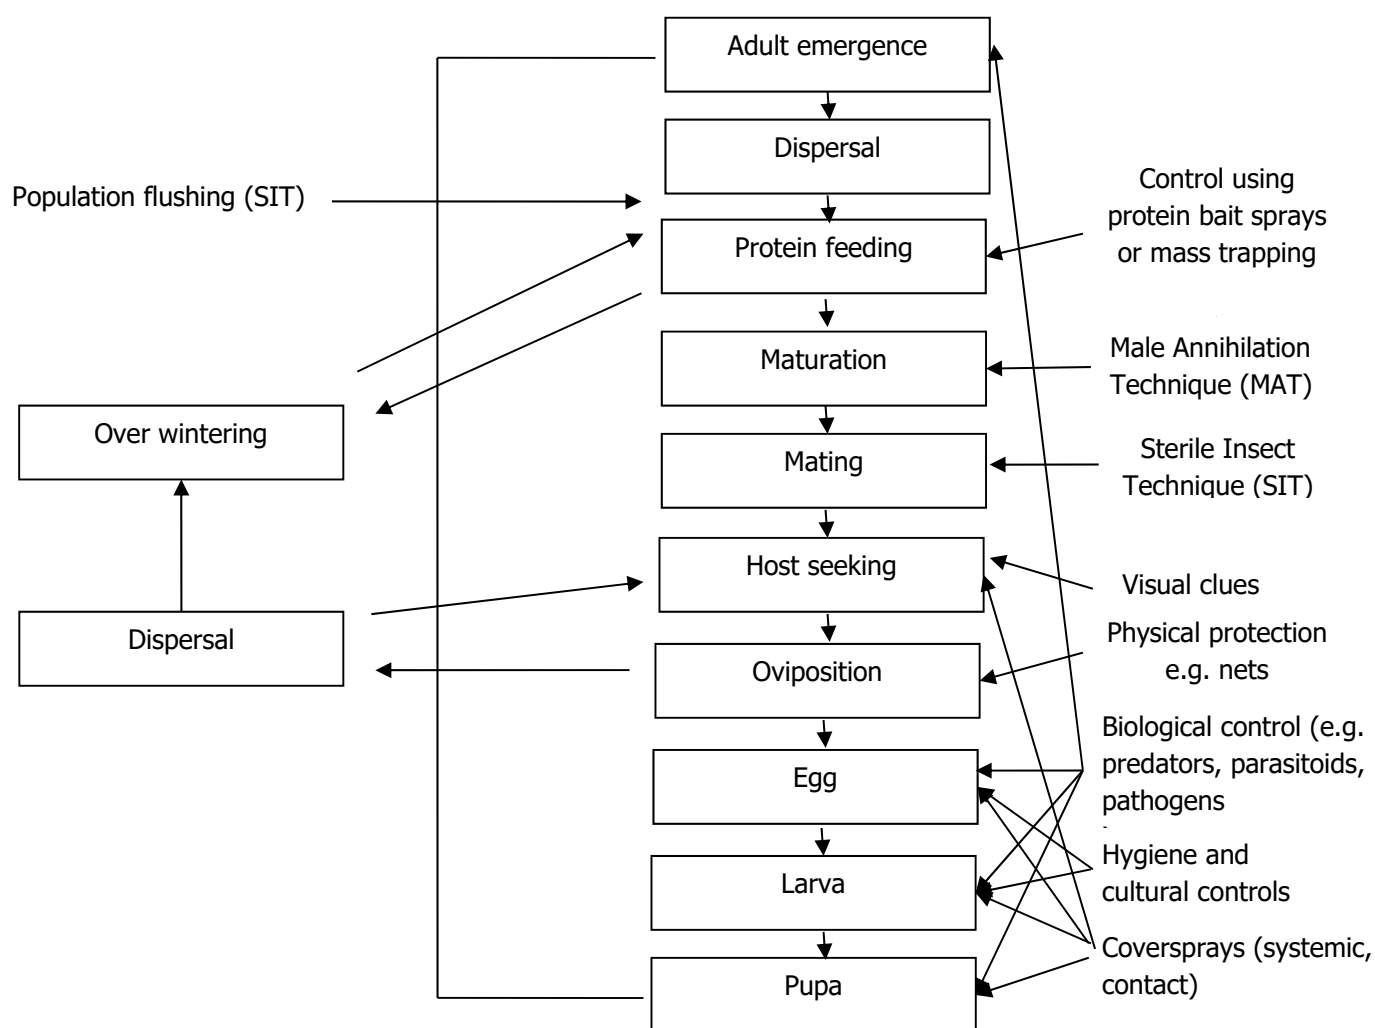 Adult emergence
Dispersal
Population flushing (SIT)
Control using
protein bait sprays
or mass trapping
Protein feeding
Maturation
Male Annihilation
Technique (MAT)
Over wintering
Mating
Sterile Insect
Technique (SIT)
Host seeking
Visual clues
Dispersal
Physical protection
e.g. nets
Oviposition
Biological control (e.g.
predators, parasitoids,
pathogens
Egg
Hygiene and
cultural controls
Larva
Coversprays (systemic,
contact)
Pupa